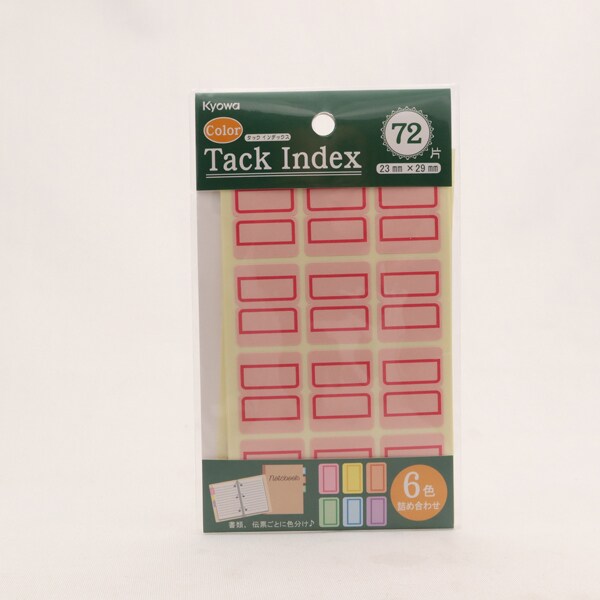 Kyowa
Color
タック インデックス
Tack Index
72
片
23㎜ × 29㎜
Notebook
書類、伝票ごとに色分け♪
6色
詰め合わせ